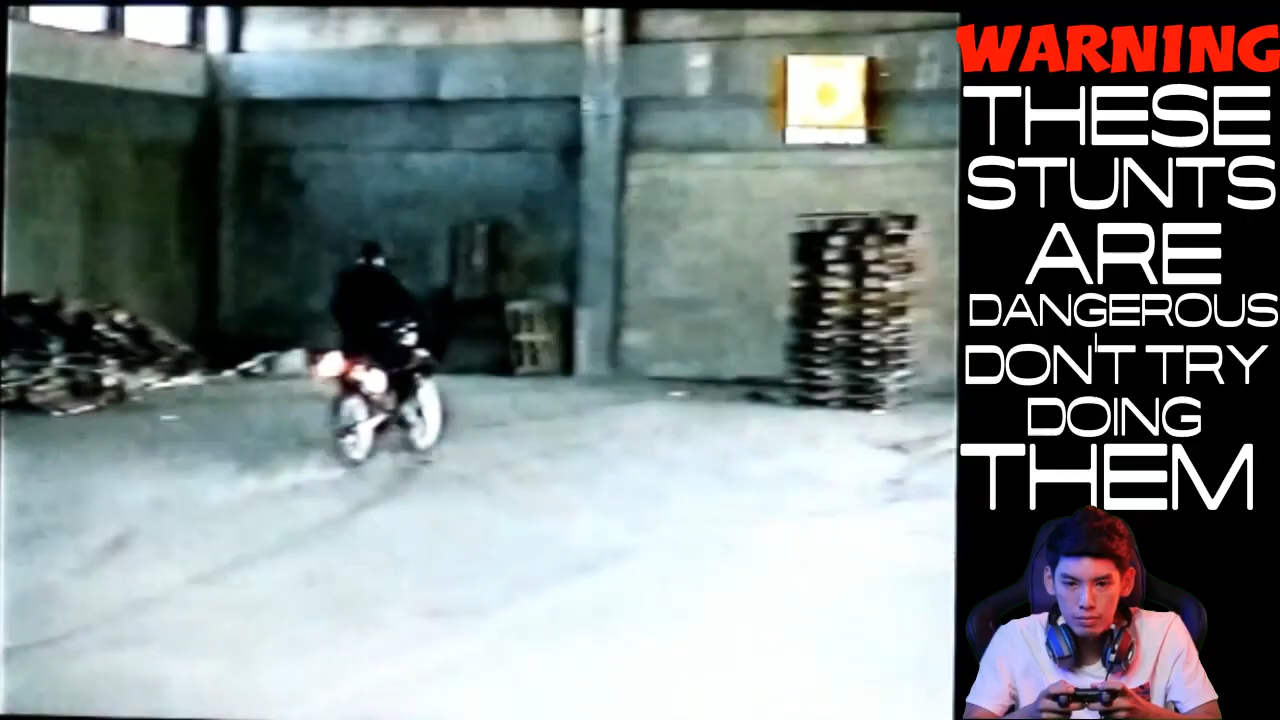 WARNING
THESE
STUNTS
ARE
DANGEROUS
DON'T TRY
DOING
THEM